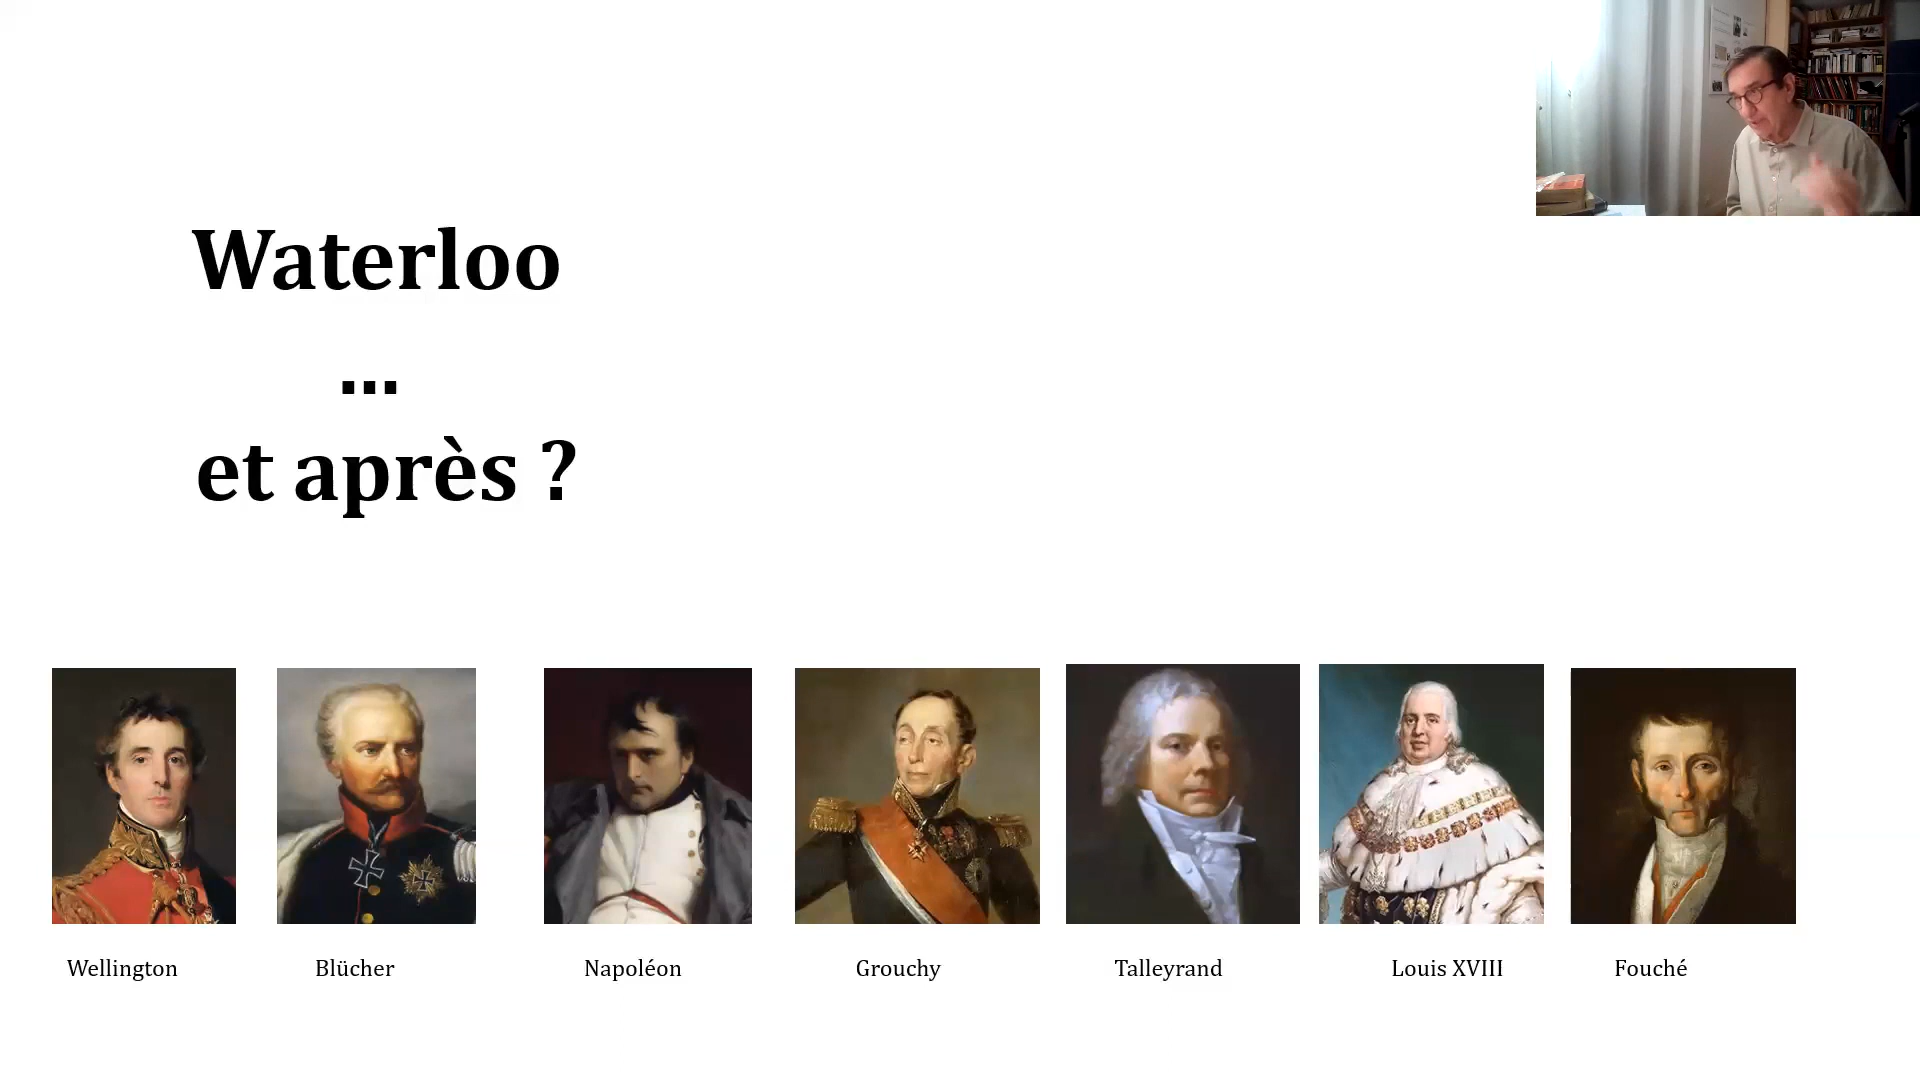 Waterloo
...
et après ?
Wellington
Blücher
Napoléon
Grouchy
Talleyrand
Louis XVIII
Fouché